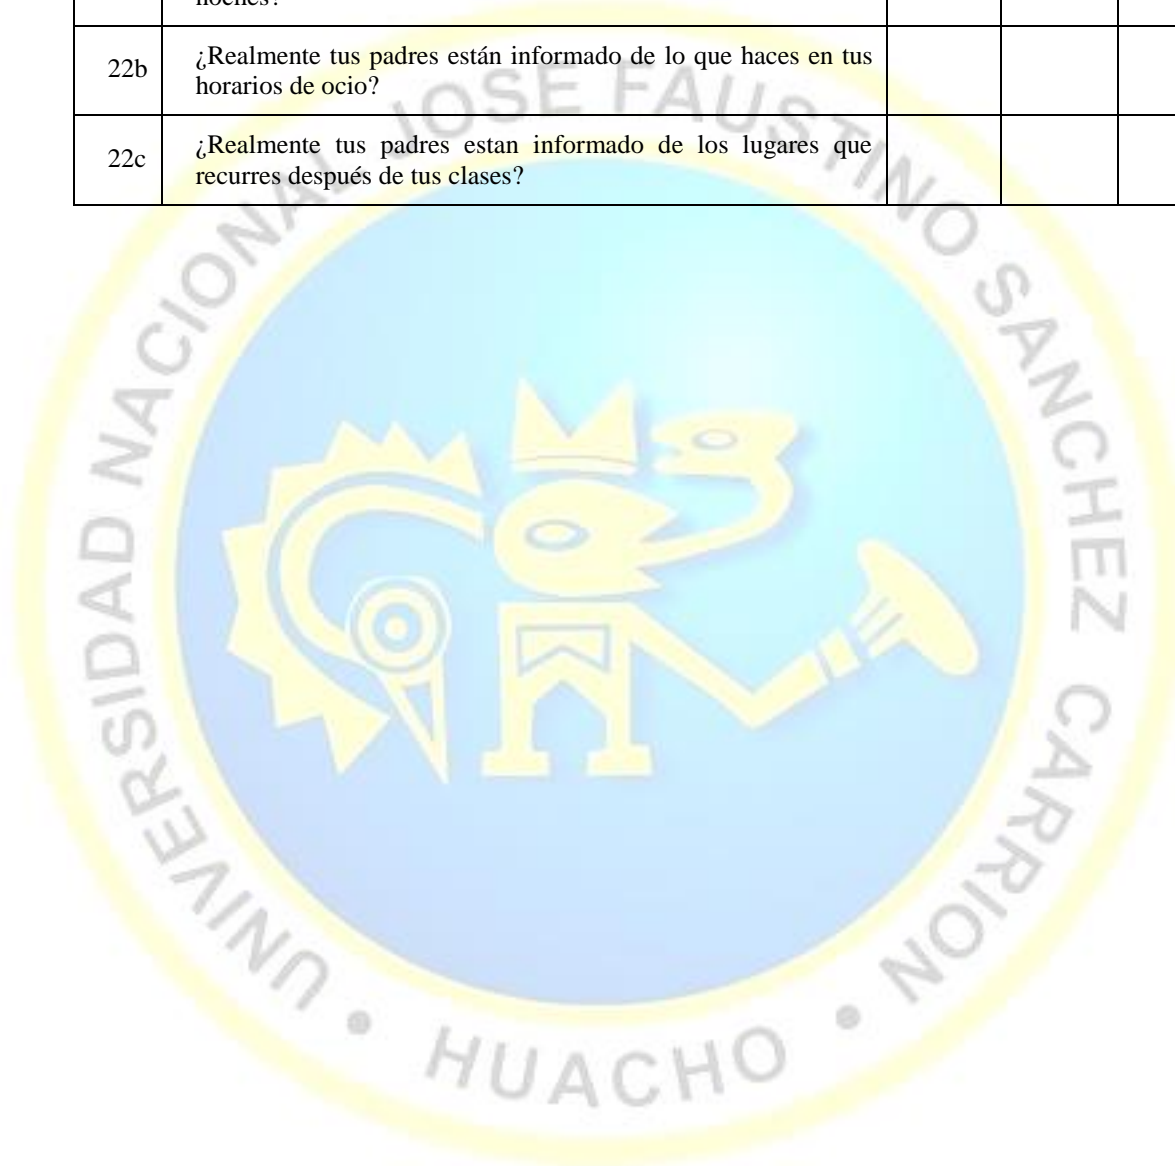 noches?
22b
¿Realmente tus padres están informado de lo que haces en tus
horarios de ocio?
22c
¿Realmente tus padres estan informado de los lugares que
recurres después de tus clases?
UNIVERSIDAD NACIONAL JOSE FAUSTINO SANCHEZ CARRION
• HUACHO •